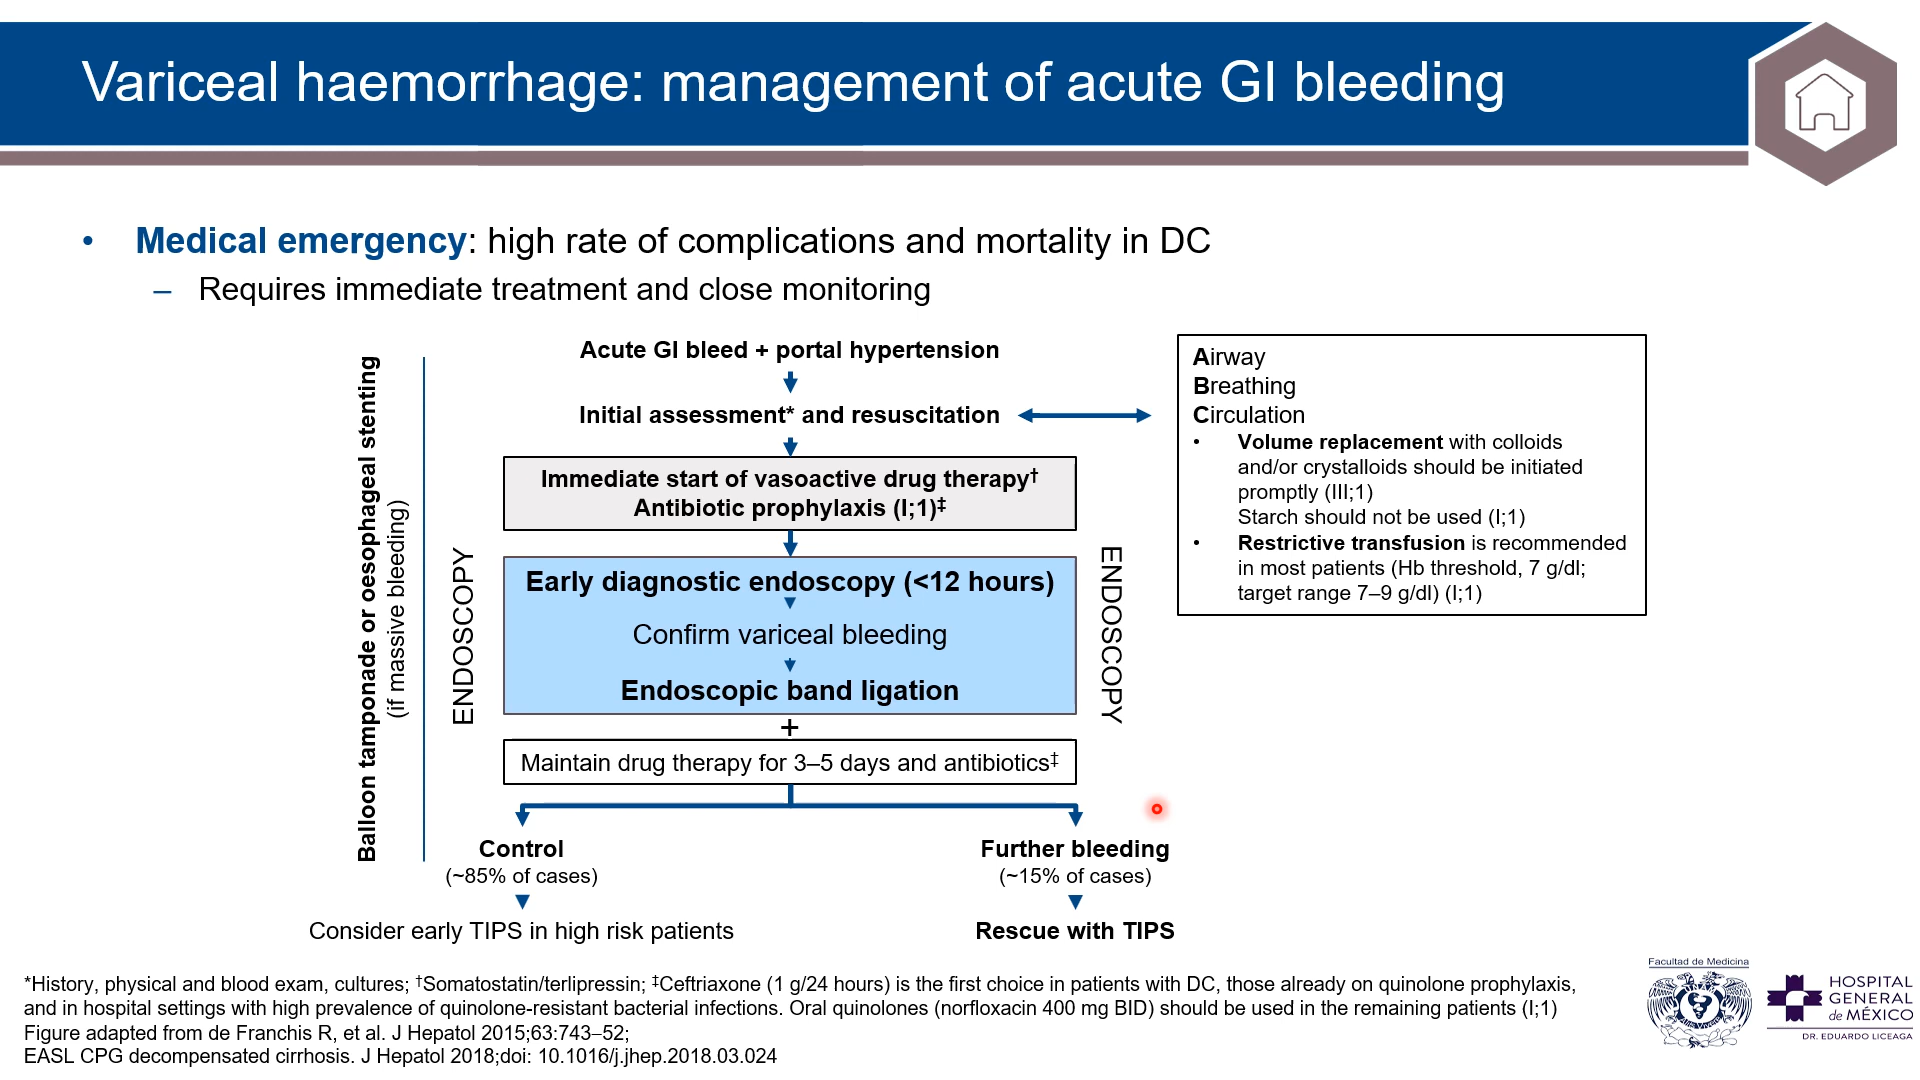 Variceal haemorrhage: management of acute GI bleeding
• Medical emergency: high rate of complications and mortality in DC
– Requires immediate treatment and close monitoring
Balloon tamponade or oesophageal stenting
(if massive bleeding)
Acute GI bleed + portal hypertension
Initial assessment* and resuscitation
Immediate start of vasoactive drug therapy†
Antibiotic prophylaxis (I;1)‡
ENDOSCOPY
Early diagnostic endoscopy (<12 hours)
Confirm variceal bleeding
Endoscopic band ligation
ENDOSCOPY
+
Maintain drug therapy for 3–5 days and antibiotics‡
Control
(~85% of cases)
Consider early TIPS in high risk patients
Further bleeding
(~15% of cases)
Rescue with TIPS
Airway
Breathing
Circulation
• Volume replacement with colloids
and/or crystalloids should be initiated
promptly (III;1)
Starch should not be used (I;1)
• Restrictive transfusion is recommended
in most patients (Hb threshold, 7 g/dl;
target range 7–9 g/dl) (I;1)
*History, physical and blood exam, cultures; †Somatostatin/terlipressin; ‡Ceftriaxone (1 g/24 hours) is the first choice in patients with DC, those already on quinolone prophylaxis,
and in hospital settings with high prevalence of quinolone-resistant bacterial infections. Oral quinolones (norfloxacin 400 mg BID) should be used in the remaining patients (I;1)
Figure adapted from de Franchis R, et al. J Hepatol 2015;63:743–52;
EASL CPG decompensated cirrhosis. J Hepatol 2018;doi: 10.1016/j.jhep.2018.03.024
Facultad de Medicina
HOSPITAL
GENERAL
de MÉXICO
DR. EDUARDO LICEAGA